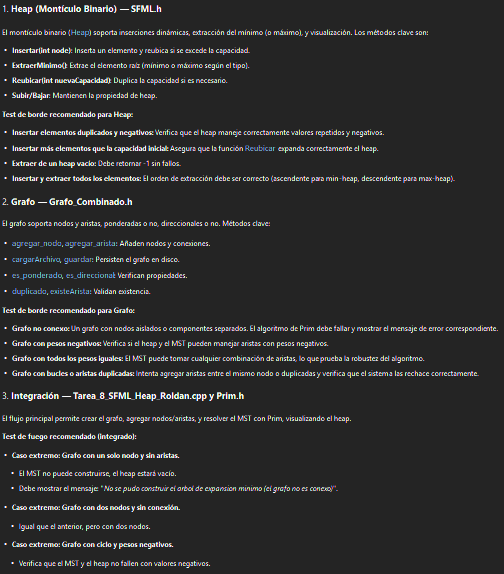 1. Heap (Montículo Binario) — SFML.h
El montículo binario (Heap) soporta inserciones dinámicas, extracción del mínimo (o máximo), y visualización. Los métodos clave son:
• Insertar(int node): Inserta un elemento y reubica si se excede la capacidad.
• ExtraerMinimo(): Extrae el elemento raíz (mínimo o máximo según el tipo).
• Reubicar(int nuevaCapacidad): Duplica la capacidad si es necesario.
• Subir/Bajar: Mantienen la propiedad de heap.
Test de borde recomendado para Heap:
• Insertar elementos duplicados y negativos: Verifica que el heap maneje correctamente valores repetidos y negativos.
• Insertar más elementos que la capacidad inicial: Asegura que la función Reubicar expanda correctamente el heap.
• Extraer de un heap vacío: Debe retornar -1 sin fallos.
• Insertar y extraer todos los elementos: El orden de extracción debe ser correcto (ascendente para min-heap, descendente para max-heap).
2. Grafo — Grafo_Combinado.h
El grafo soporta nodos y aristas, ponderadas o no, direccionales o no. Métodos clave:
• agregar_nodo, agregar_arista: Añaden nodos y conexiones.
• cargarArchivo, guardar: Persisten el grafo en disco.
• es_ponderado, es_direccional: Verifican propiedades.
• duplicado, existeArista: Validan existencia.
Test de borde recomendado para Grafo:
• Grafo no conexo: Un grafo con nodos aislados o componentes separados. El algoritmo de Prim debe fallar y mostrar el mensaje de error correspondiente.
• Grafo con pesos negativos: Verifica si el heap y el MST pueden manejar aristas con pesos negativos.
• Grafo con todos los pesos iguales: El MST puede tomar cualquier combinación de aristas, lo que prueba la robustez del algoritmo.
• Grafo con bucles o aristas duplicadas: Intenta agregar aristas entre el mismo nodo o duplicadas y verifica que el sistema las rechace correctamente.
3. Integración — Tarea_8_SFML_Heap_Roldan.cpp y Prim.h
El flujo principal permite crear el grafo, agregar nodos/aristas, y resolver el MST con Prim, visualizando el heap.
Test de fuego recomendado (integrado):
• Caso extremo: Grafo con un solo nodo y sin aristas.
• El MST no puede construirse, el heap estará vacío.
• Debe mostrar el mensaje: "No se pudo construir el arbol de expansion minimo (el grafo no es conexo)".
• Caso extremo: Grafo con dos nodos y sin conexión.
• Igual que el anterior, pero con dos nodos.
• Caso extremo: Grafo con ciclo y pesos negativos.
• Verifica que el MST y el heap no fallen con valores negativos.